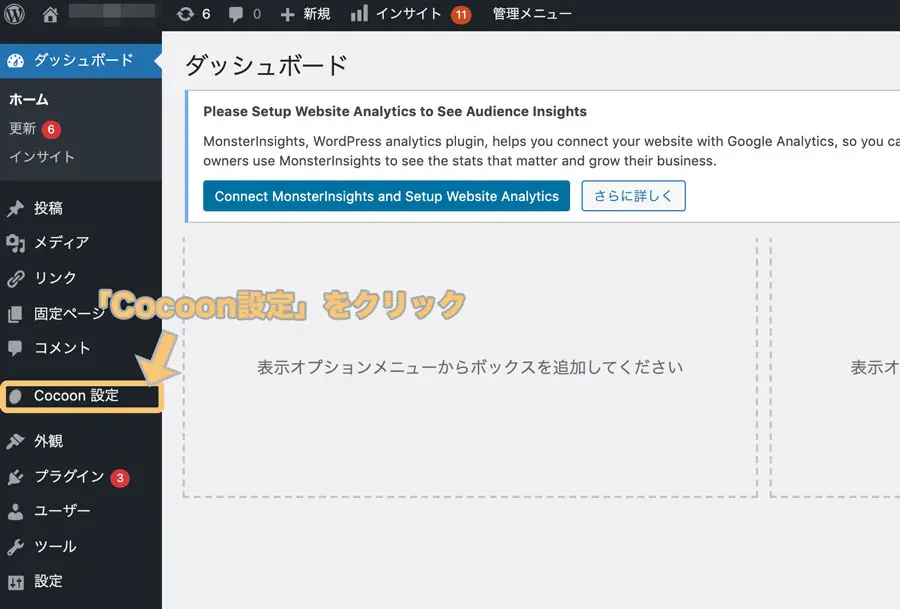 6
0
新規
インサイト
11
管理メニュー
ダッシュボード
ホーム
更新 6
インサイト
投稿
メディア
リンク
固定ページ
コメント
Cocoon 設定
外観
プラグイン 3
ユーザー
ツール
設定
ダッシュボード
Please Setup Website Analytics to See Audience Insights
MonsterInsights, WordPress analytics plugin, helps you connect your website with Google Analytics, so you ca
owners use MonsterInsights to see the stats that matter and grow their business.
Connect MonsterInsights and Setup Website Analytics
さらに詳しく
「Cocoon設定」をクリック
表示オプションメニューからボックスを追加してください
表示オ